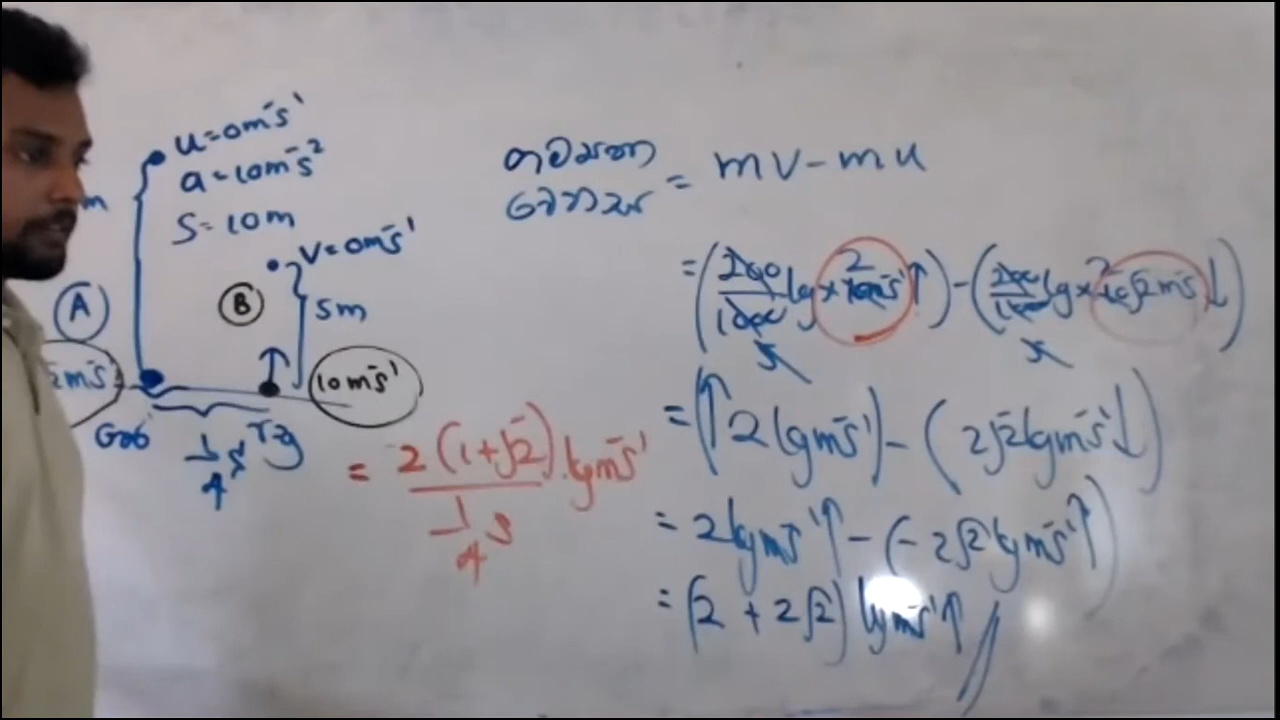 u = 0ms⁻¹
a = 10ms⁻²
S = 10m
m
V = 0ms⁻¹
A
B
5m
2ms⁻¹
10ms⁻¹
1/4 s
= 2(1+√2) kgms⁻¹ / 1/4 s
ගම්‍යතා
වෙනස = mv - mu
= (200/1000 kg × 10ms⁻¹ ↑) - (200/1000 kg × 10√2 ms⁻¹ ↓)
= (↑ 2 kgms⁻¹) - (2√2 kgms⁻¹ ↓)
= 2 kgms⁻¹ ↑ - (-2√2 kgms⁻¹ ↑)
= (2 + 2√2) kgms⁻¹ ↑ //